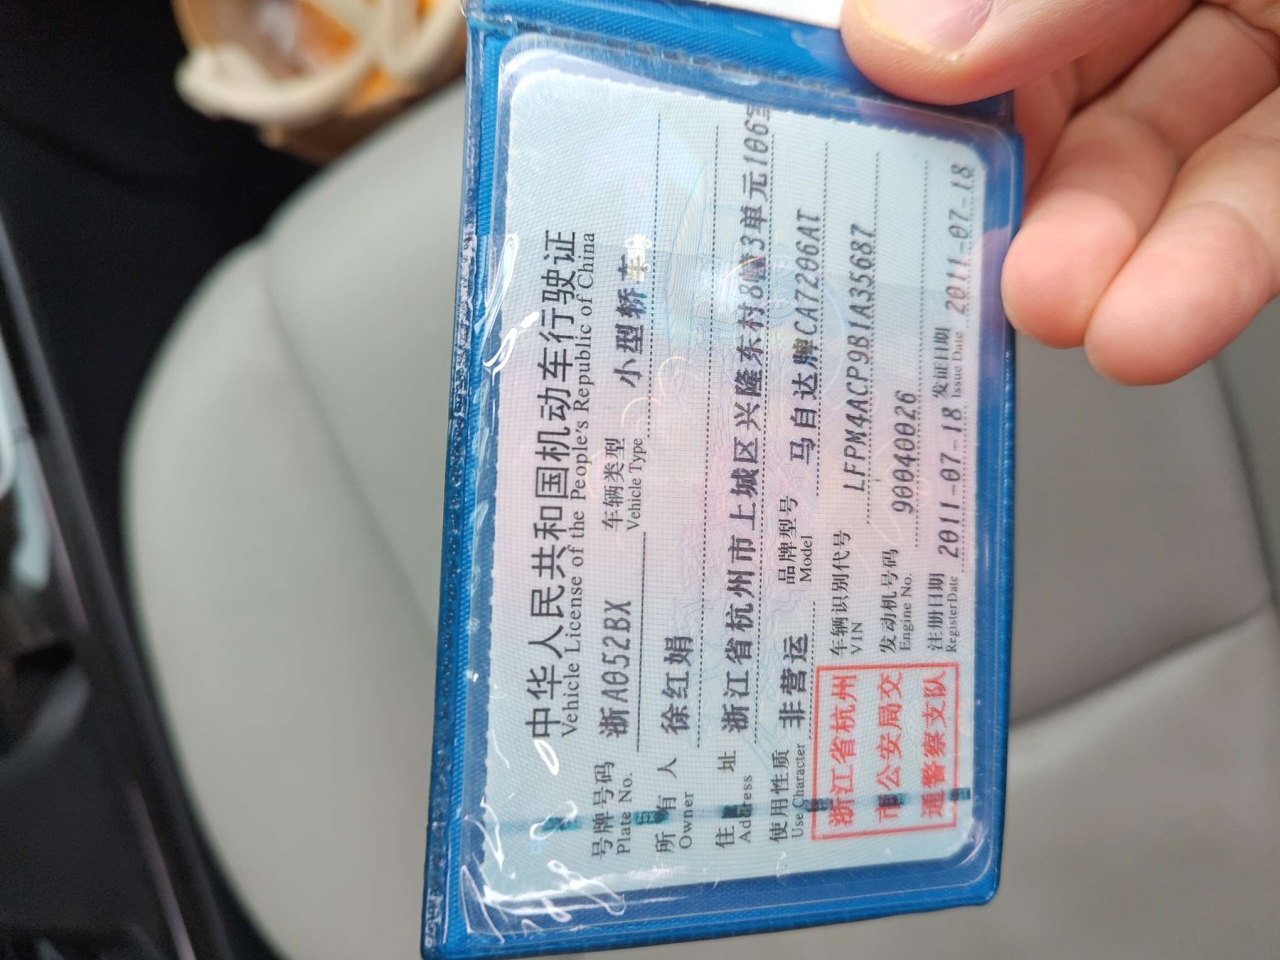 中华人民共和国机动车行驶证
Vehicle License of the People's Republic of China
号牌号码 浙A052BX 车辆类型 小型轿车
Plate No. Vehicle Type
所有人 徐红娟
Owner
住址 浙江省杭州市上城区兴隆东村8幢3单元106室
Address
使用性质 非营运 品牌型号 马自达牌CA7206AT
Use Character Model
浙江省杭州
市公安局交
通警察支队
车辆识别代号 LFPM4ACP9B1A35687
VIN
发动机号码 90040026
Engine No.
注册日期 2011-07-18 发证日期 2011-07-18
Register Date Issue Date